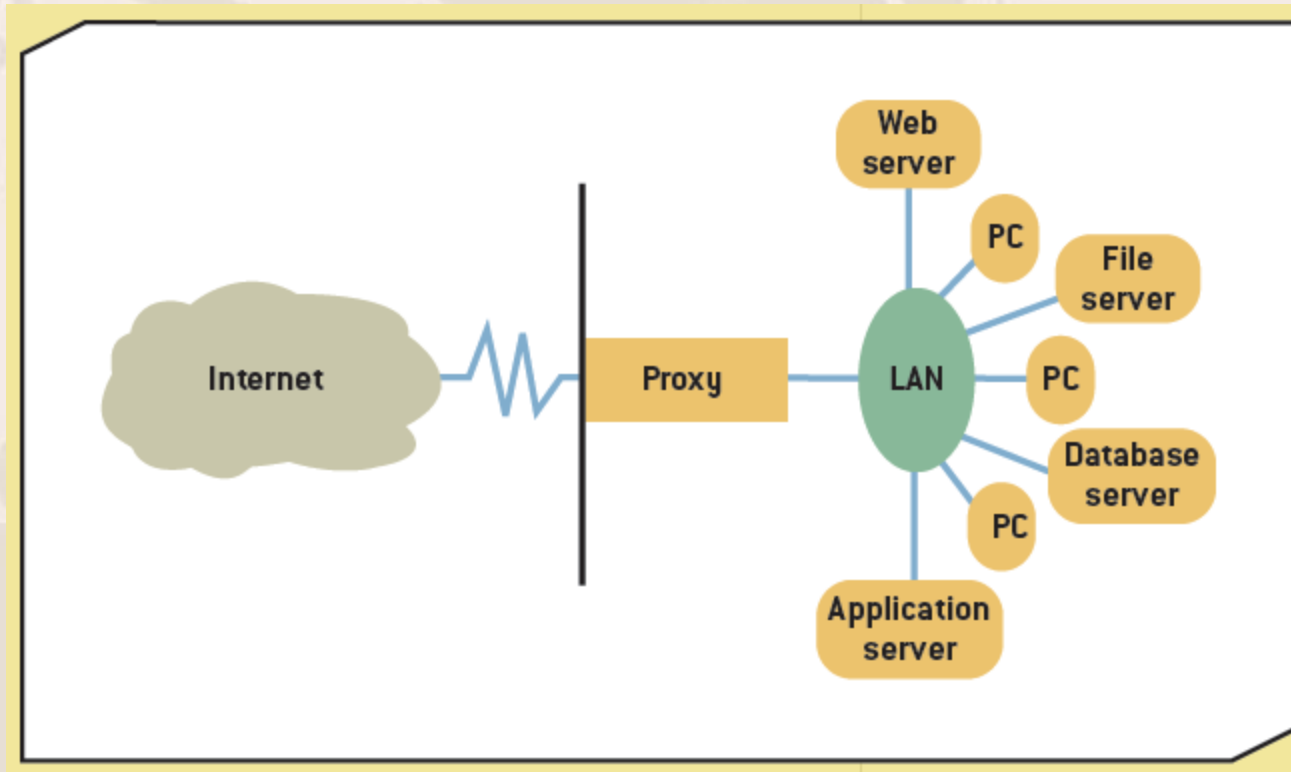 Web
server
PC
File
server
Internet
Proxy
LAN
PC
Database
server
PC
Application
server